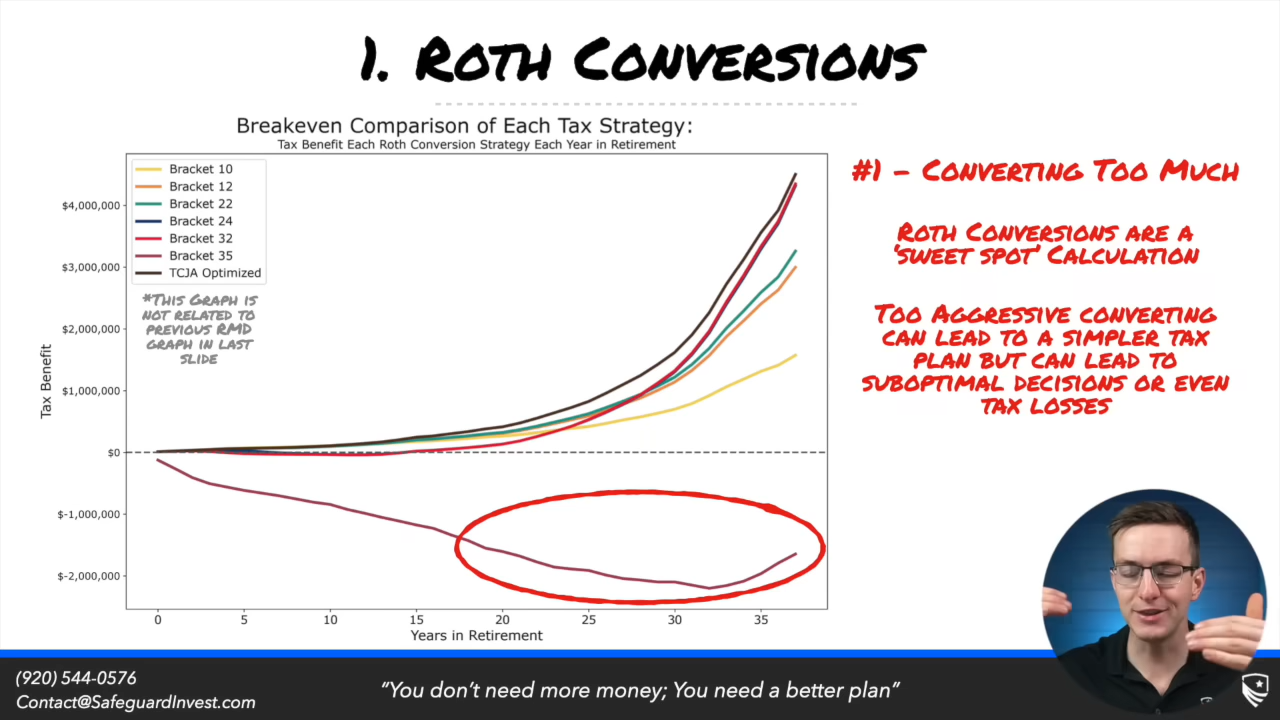 1. Roth Conversions
Breakeven Comparison of Each Tax Strategy:
Tax Benefit Each Roth Conversion Strategy Each Year in Retirement
Bracket 10
Bracket 12
Bracket 22
Bracket 24
Bracket 32
Bracket 35
TCJA Optimized
*This Graph is
not related to
previous RMD
graph in last
slide
Tax Benefit
$4,000,000
$3,000,000
$2,000,000
$1,000,000
$0
$-1,000,000
$-2,000,000
0 5 10 15 20 25 30 35
Years in Retirement
#1 – Converting Too Much
Roth Conversions are a
'sweet spot' Calculation
Too Aggressive converting
can lead to a simpler tax
plan but can lead to
suboptimal decisions or even
tax losses
(920) 544-0576
Contact@SafeguardInvest.com
"You don't need more money; You need a better plan"